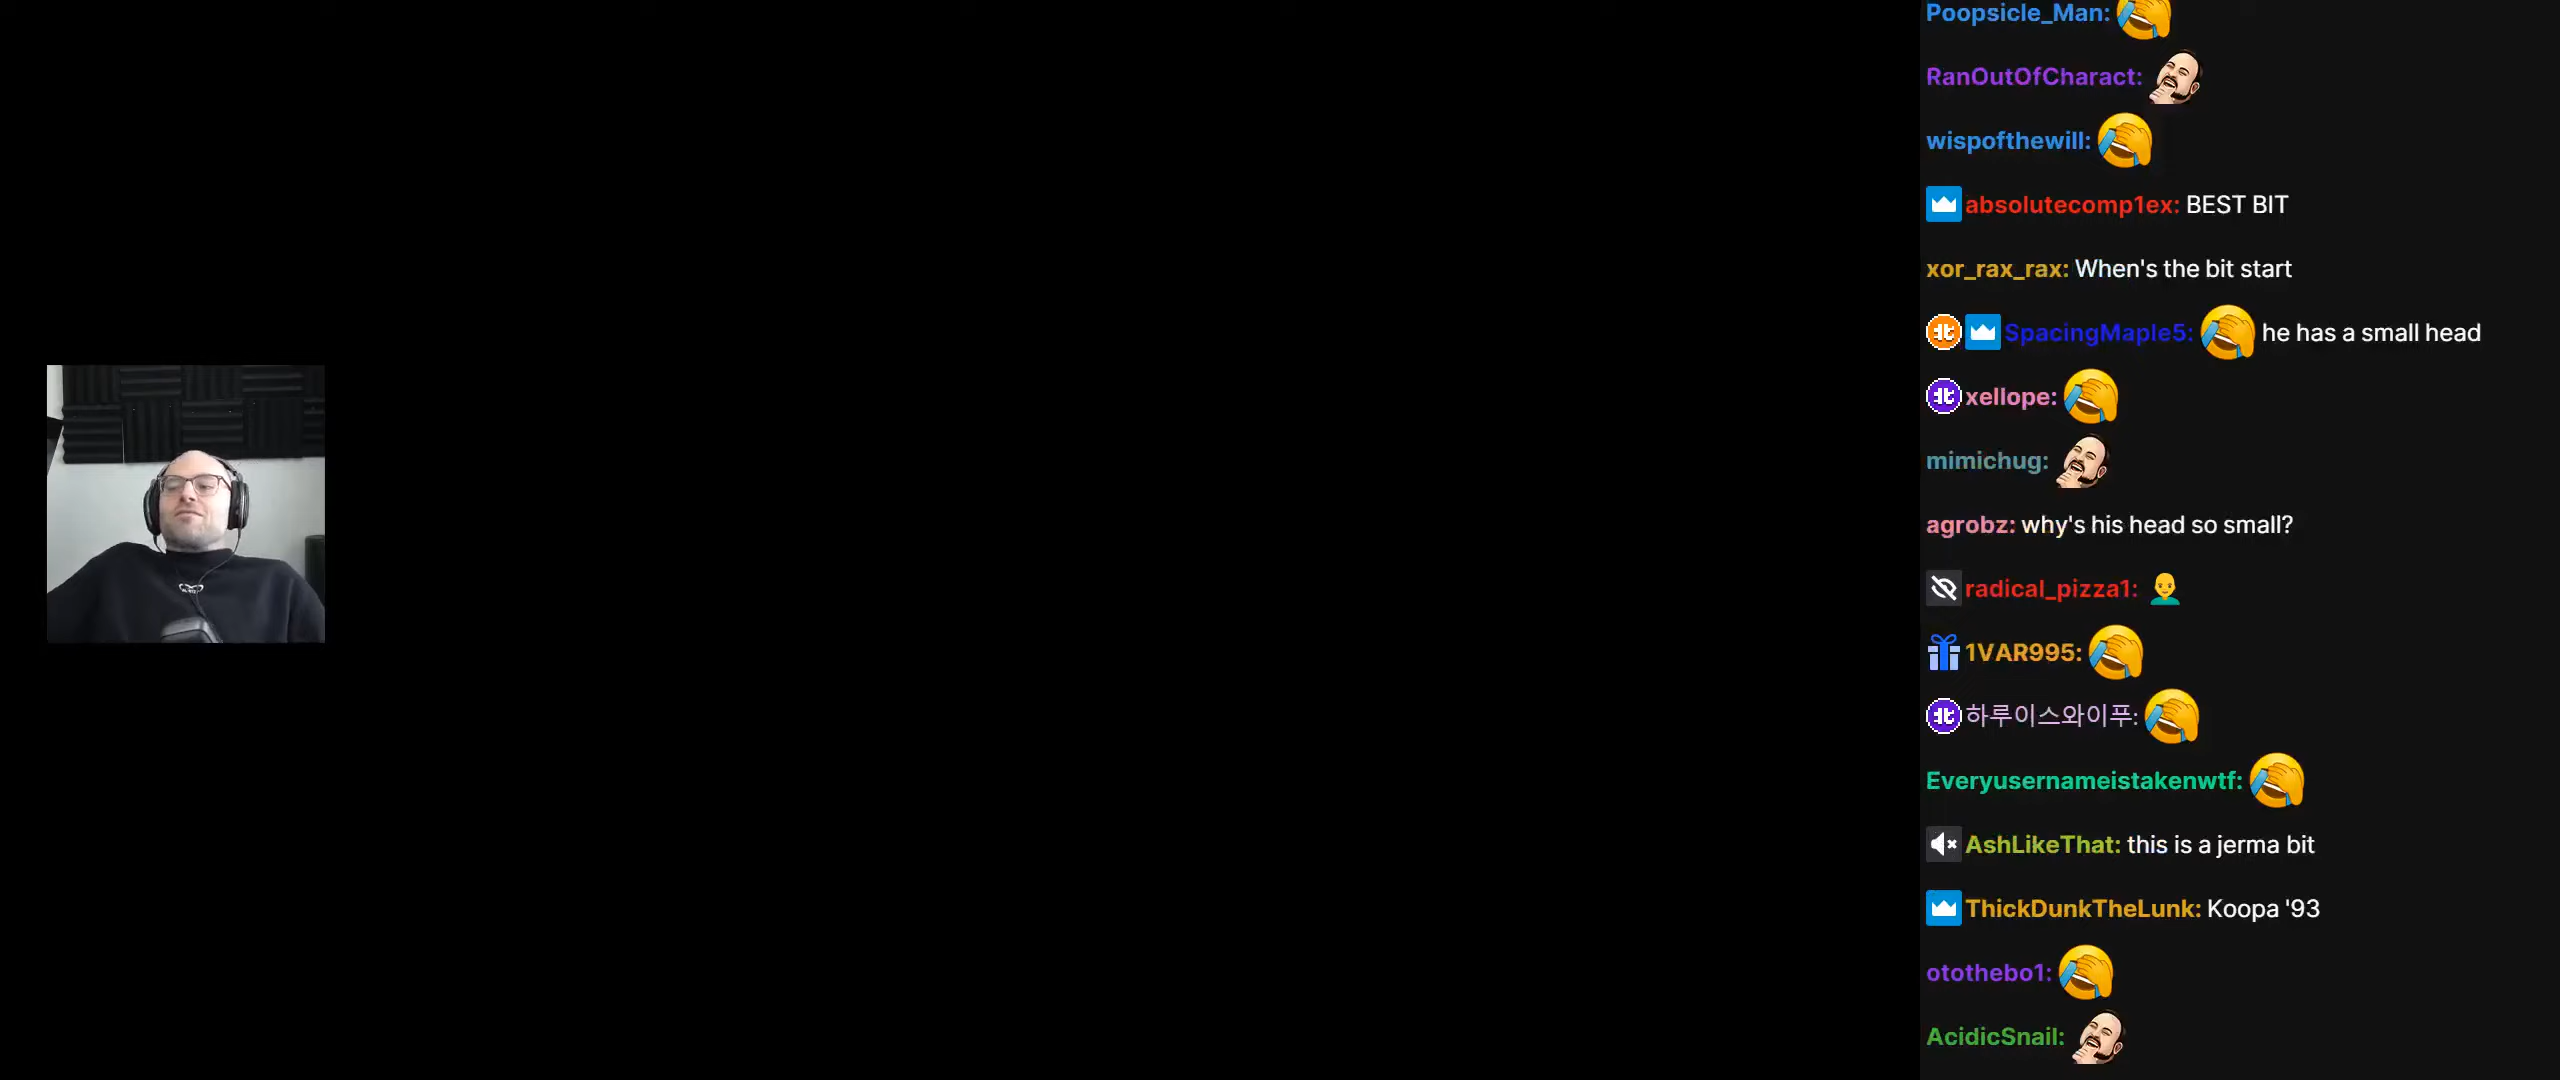 Poopsicle_Man:
RanOutOfCharact:
wispofthewill:
absolutecomp1ex: BEST BIT
xor_rax_rax: When's the bit start
SpacingMaple5: he has a small head
xellope:
mimichug:
agrobz: why's his head so small?
radical_pizza1:
1VAR995:
하루이스와이푸:
Everyusernameistakenwtf:
AshLikeThat: this is a jerma bit
ThickDunkTheLunk: Koopa '93
otothebo1:
AcidicSnail: